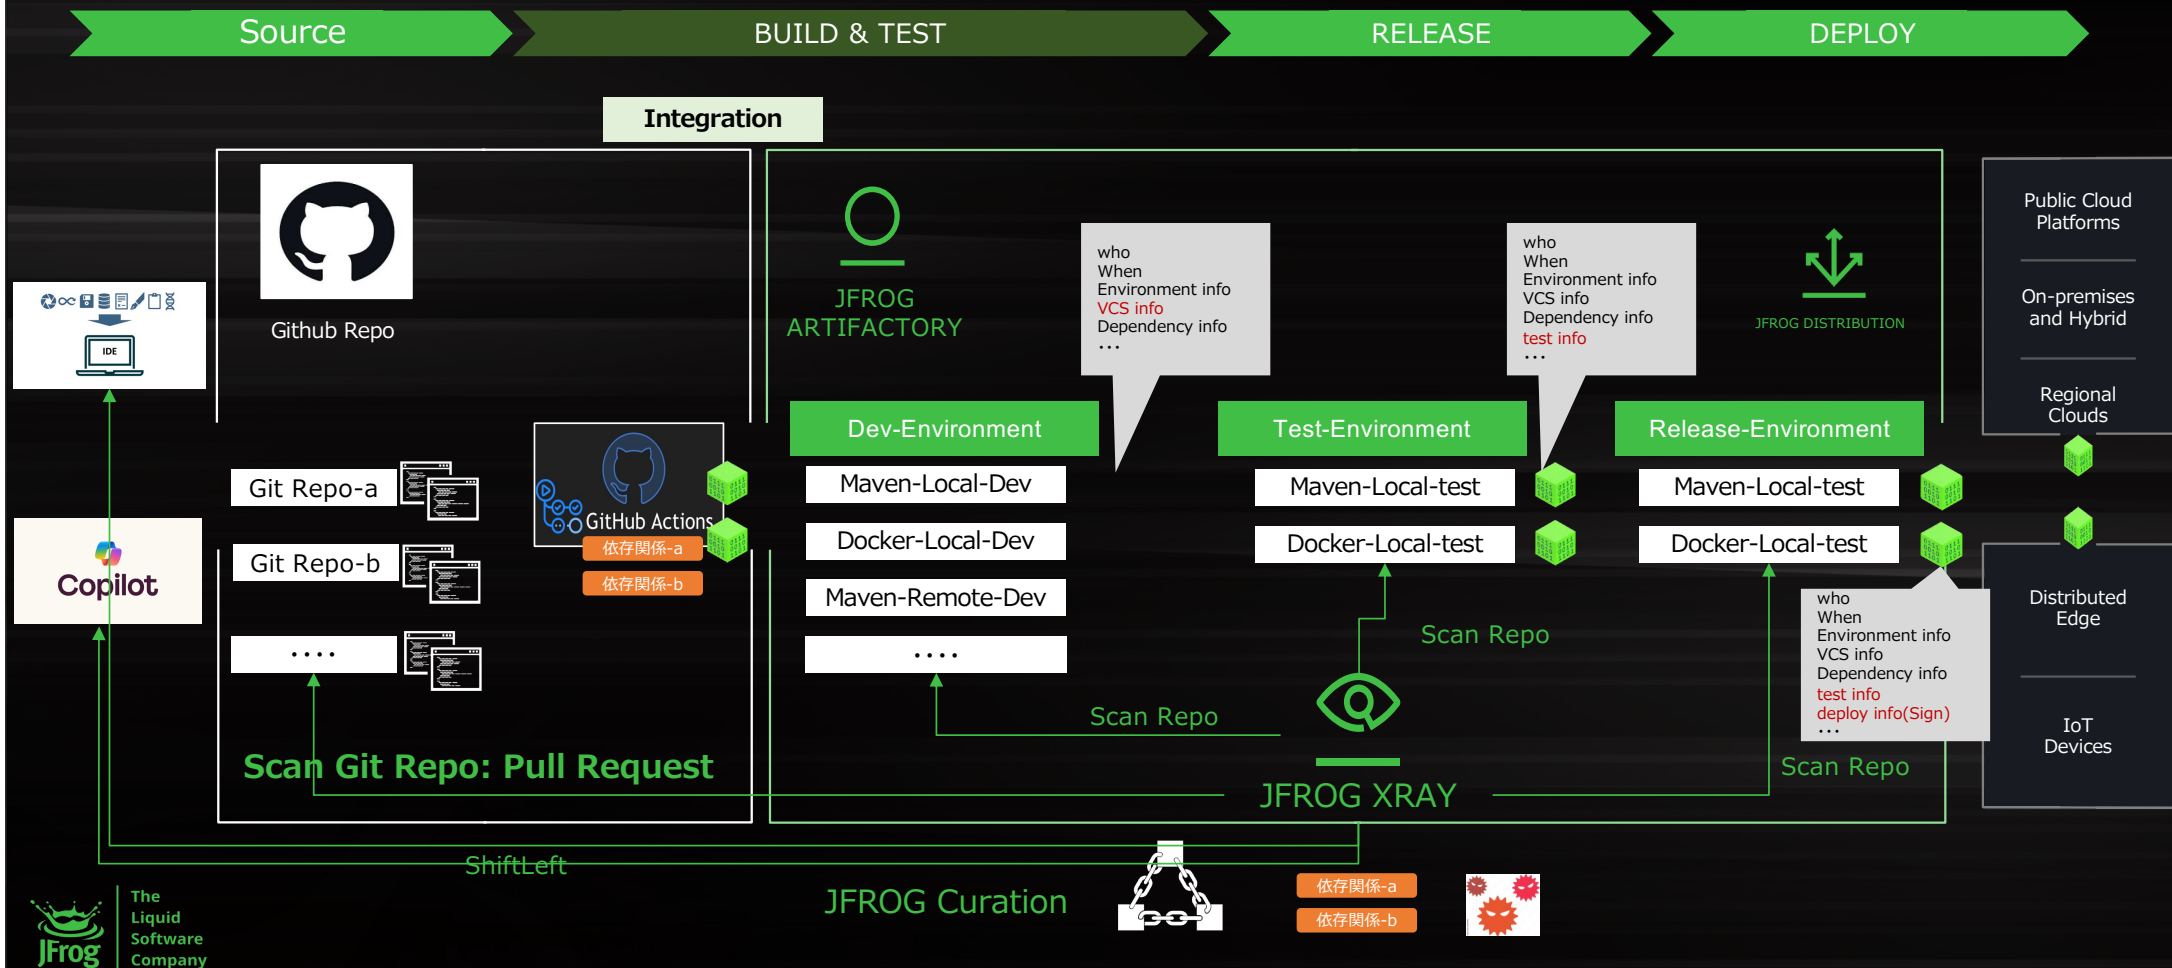 Source
BUILD & TEST
RELEASE
DEPLOY
Integration
Github Repo
IDE
Copilot
Git Repo-a
Git Repo-b
....
GitHub Actions
依存関係-a
依存関係-b
Scan Git Repo: Pull Request
JFROG
ARTIFACTORY
Dev-Environment
Maven-Local-Dev
Docker-Local-Dev
Maven-Remote-Dev
....
who
When
Environment info
VCS info
Dependency info
...
Test-Environment
Maven-Local-test
Docker-Local-test
who
When
Environment info
VCS info
Dependency info
test info
...
JFROG DISTRIBUTION
Release-Environment
Maven-Local-test
Docker-Local-test
who
When
Environment info
VCS info
Dependency info
test info
deploy info(Sign)
...
Scan Repo
Scan Repo
Scan Repo
JFROG XRAY
Public Cloud
Platforms
On-premises
and Hybrid
Regional
Clouds
Distributed
Edge
IoT
Devices
ShiftLeft
JFROG Curation
依存関係-a
依存関係-b
JFrog
The
Liquid
Software
Company